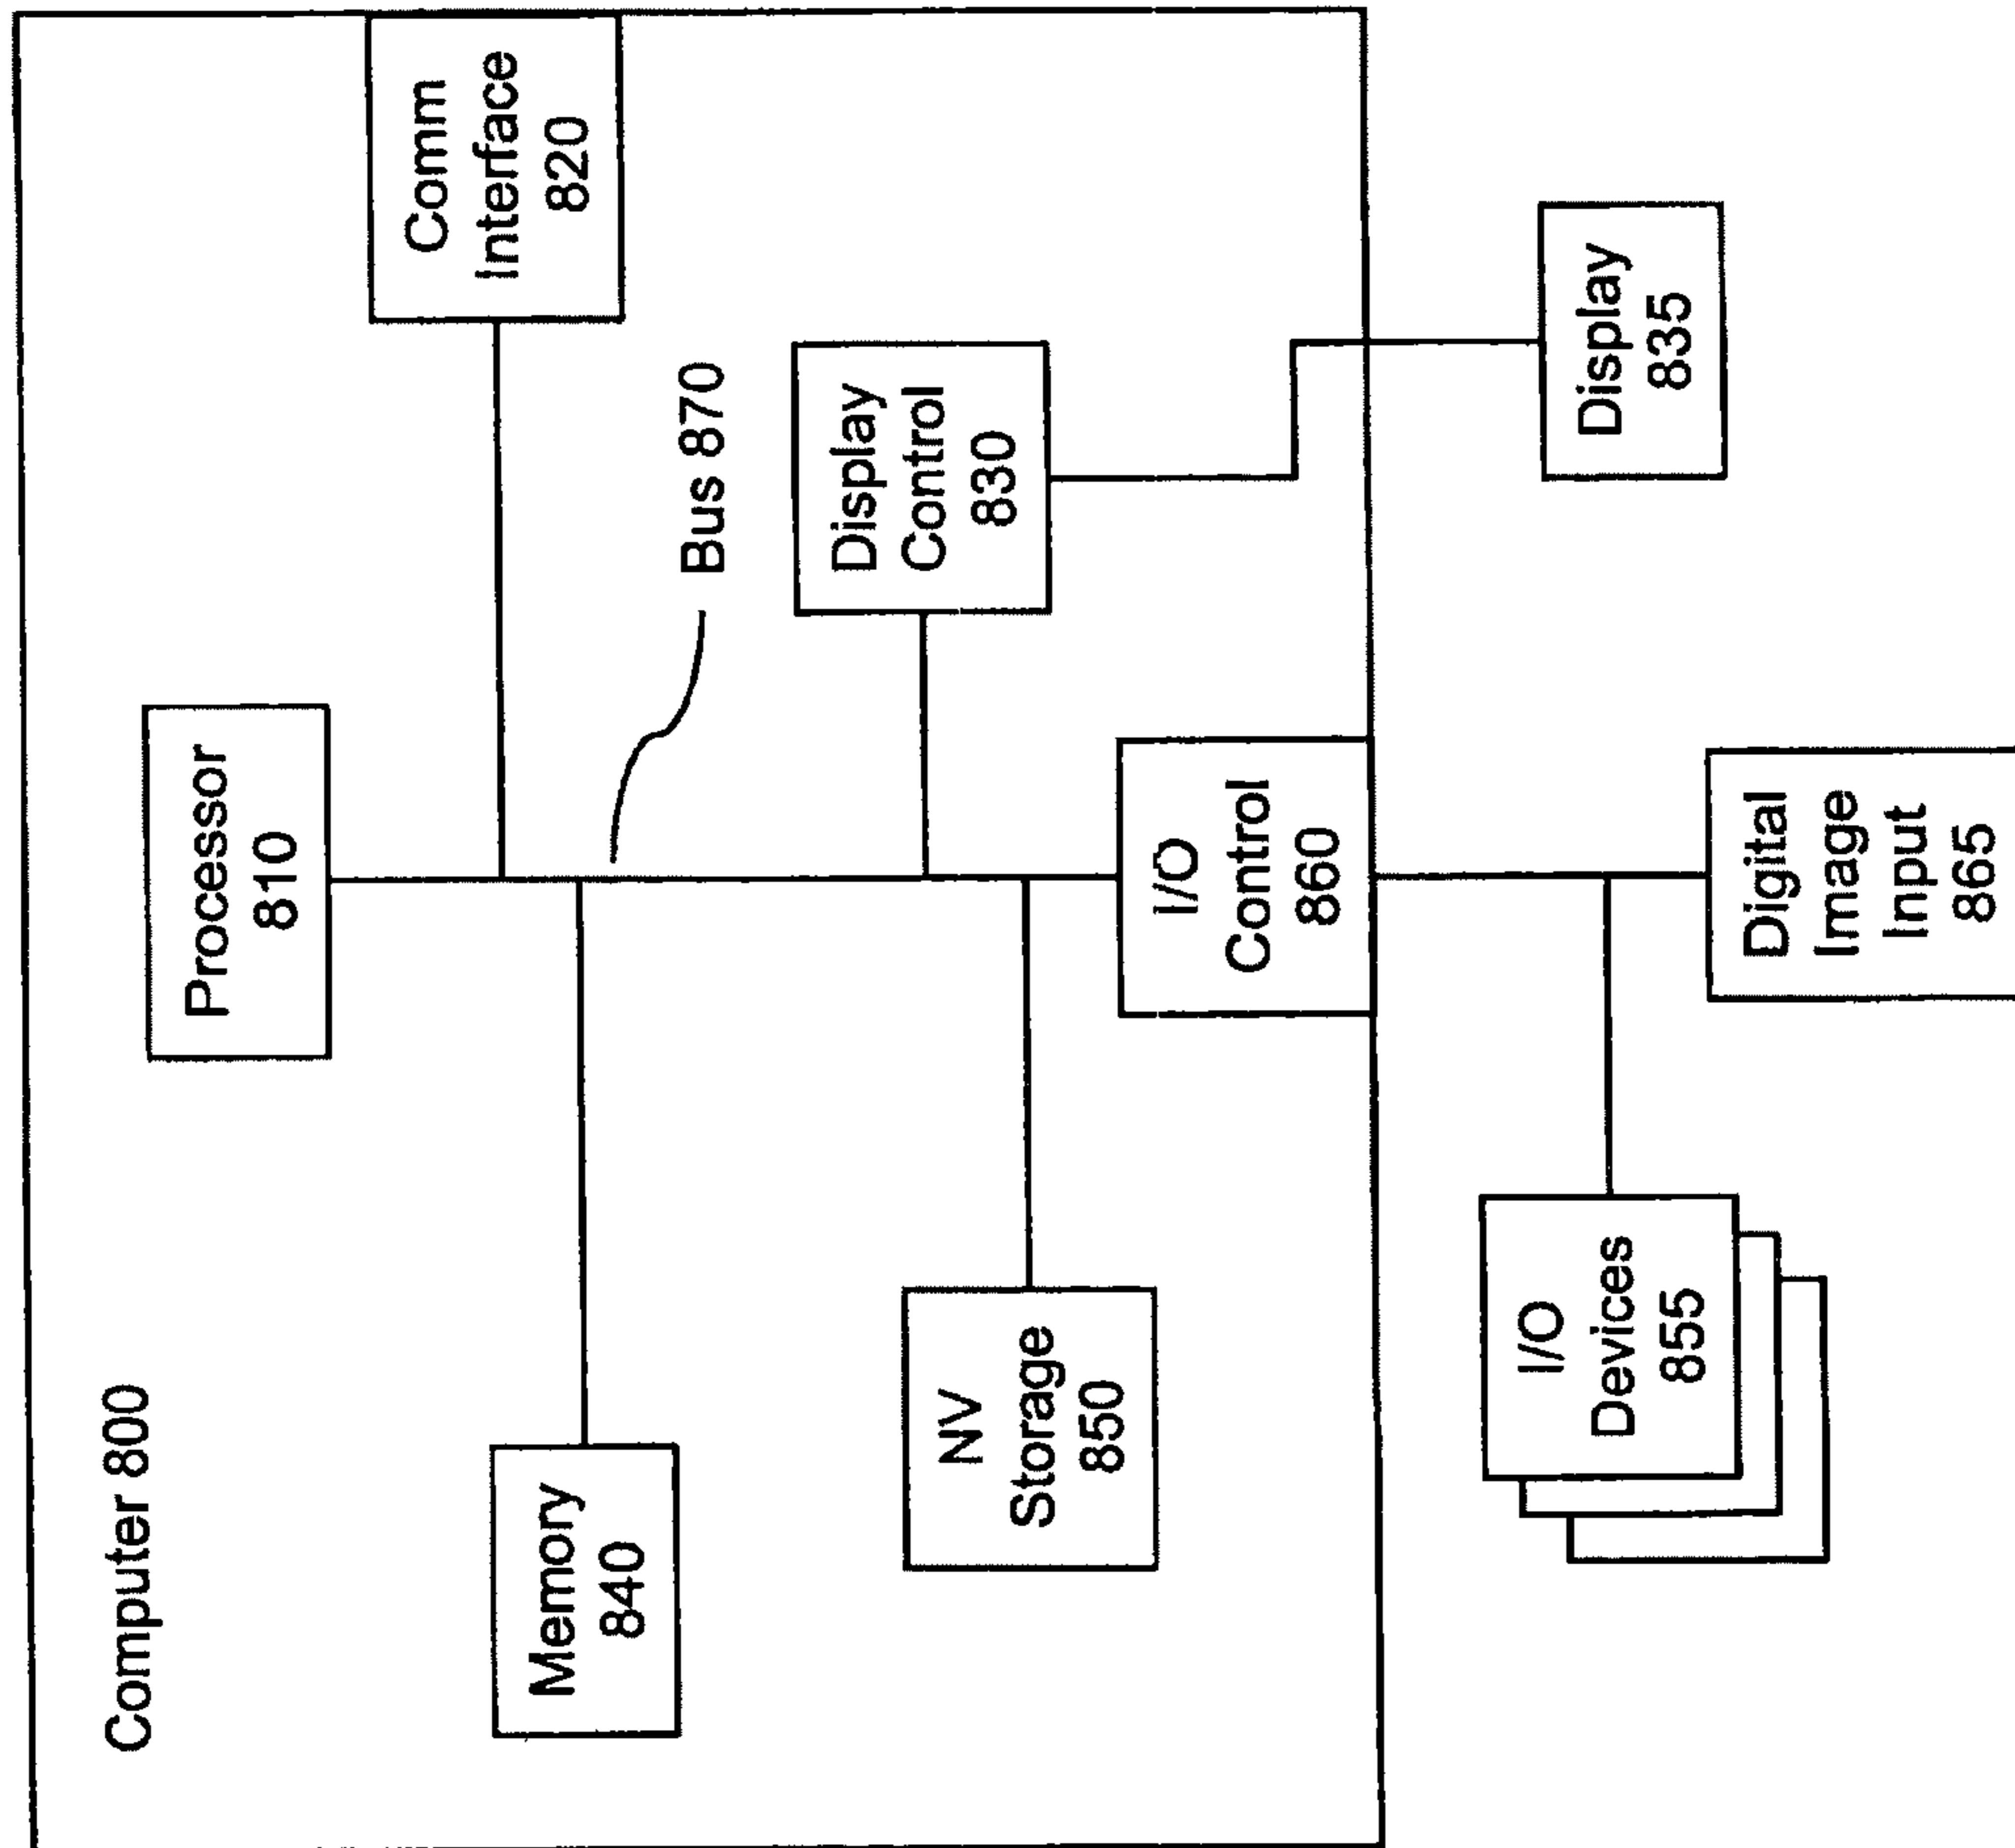 Computer 800
Processor
810
Memory
840
Comm
Interface
820
Bus 870
NV
Storage
850
Display
Control
830
I/O
Control
860
I/O
Devices
855
Display
835
Digital
Image
Input
865